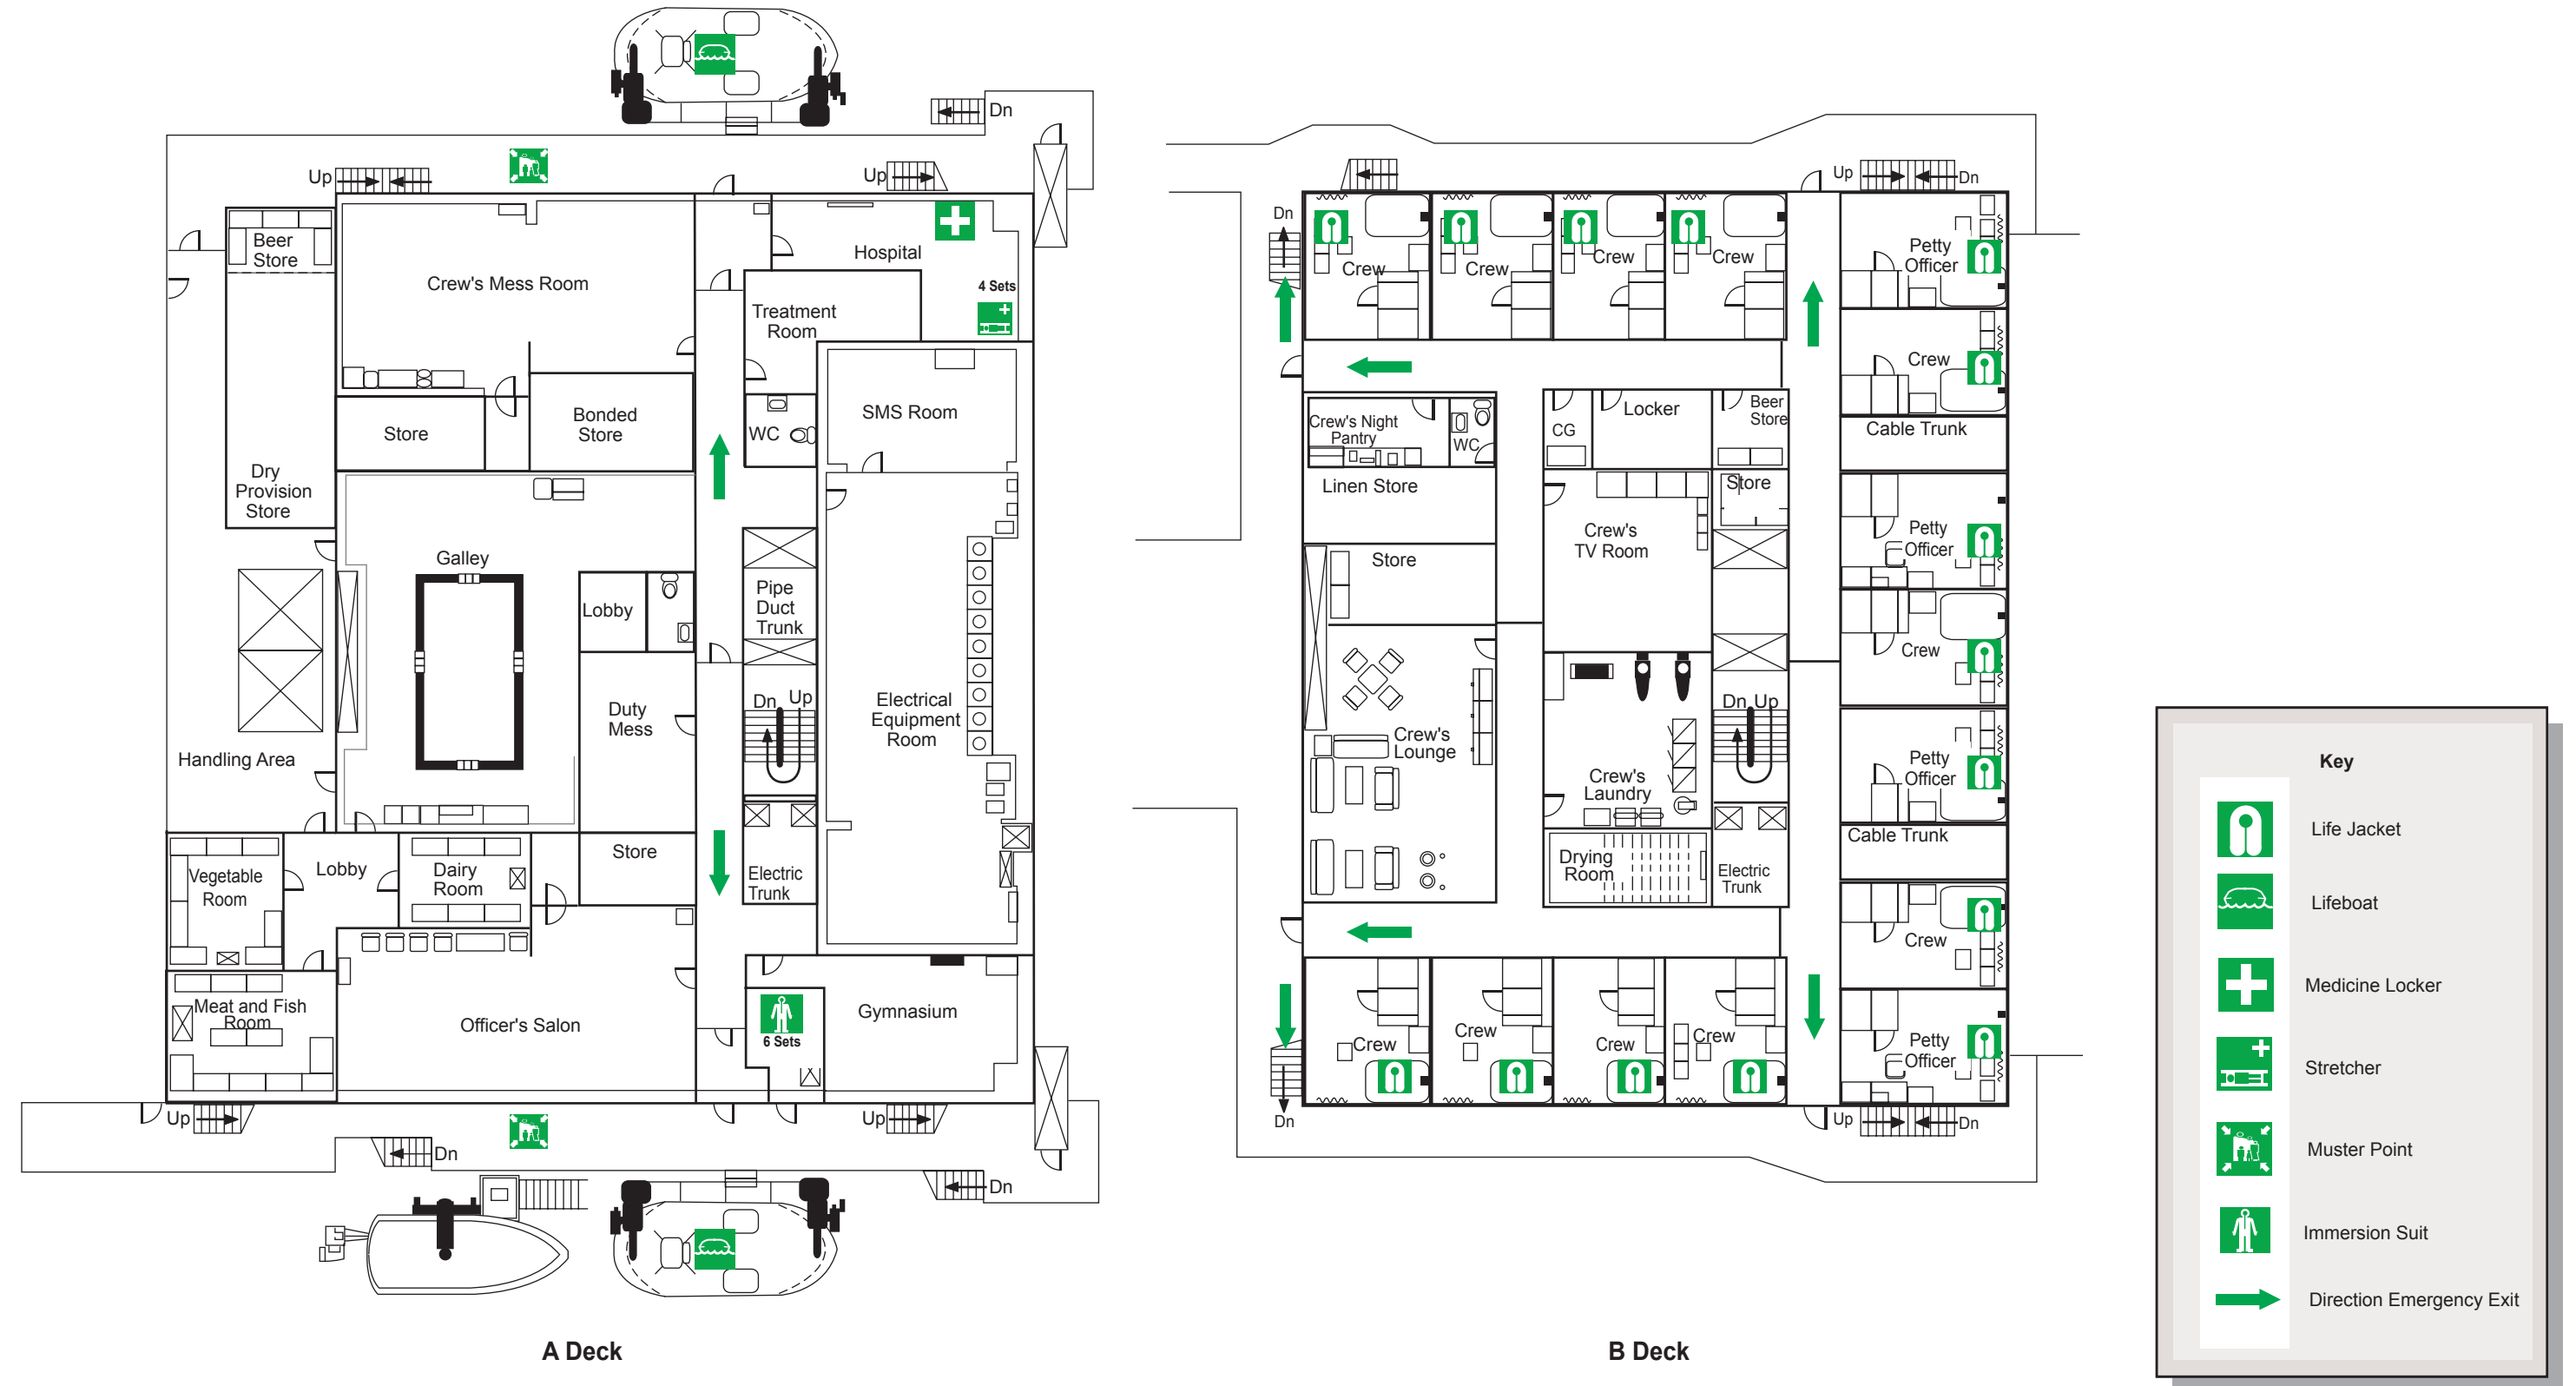 Dn
Up
Up
Beer
Store
Crew's Mess Room
Hospital
4 Sets
Treatment
Room
Store
Bonded
Store
WC
SMS Room
Dry
Provision
Store
Galley
Lobby
Pipe
Duct
Trunk
Duty
Mess
Dn Up
Electrical
Equipment
Room
Handling Area
Vegetable
Room
Lobby
Dairy
Room
Store
Electric
Trunk
Meat and Fish
Room
Officer's Salon
6 Sets
Gymnasium
Up
Up
Dn
Dn
A Deck
Up
Dn
Dn
Crew
Crew
Crew
Crew
Petty
Officer
Crew
Cable Trunk
Crew's Night
Pantry
WC
CG
Locker
Beer
Store
Linen Store
Store
Crew's
TV Room
Store
Petty
Officer
Crew
Crew's
Lounge
Dn Up
Crew's
Laundry
Petty
Officer
Cable Trunk
Drying
Room
Electric
Trunk
Crew
Crew
Crew
Crew
Crew
Petty
Officer
Dn
Up
Dn
B Deck
Key
Life Jacket
Lifeboat
Medicine Locker
Stretcher
Muster Point
Immersion Suit
Direction Emergency Exit